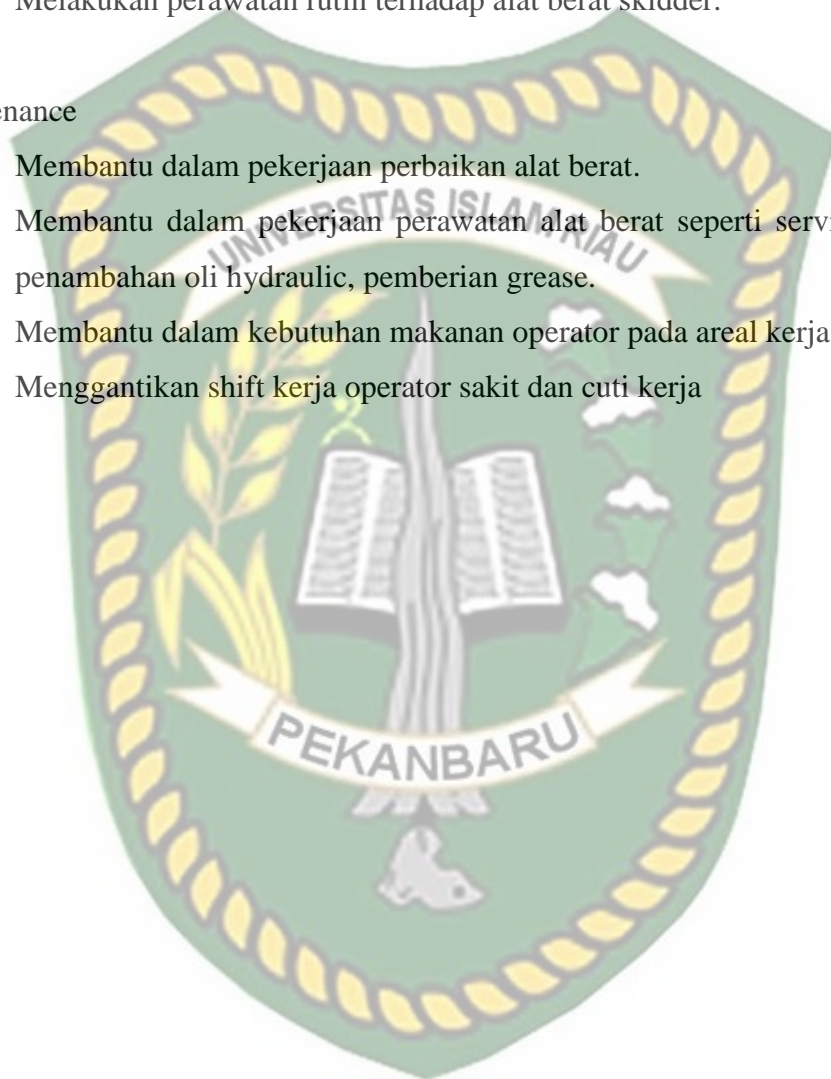 Melakukan perawatan rutin terhadap alat berat skidder.
enance
Membantu dalam pekerjaan perbaikan alat berat.
Membantu dalam pekerjaan perawatan alat berat seperti serv
penambahan oli hydraulic, pemberian grease.
Membantu dalam kebutuhan makanan operator pada areal kerja
Menggantikan shift kerja operator sakit dan cuti kerja
UNIVERSITAS ISLAM RIAU
PEKANBARU